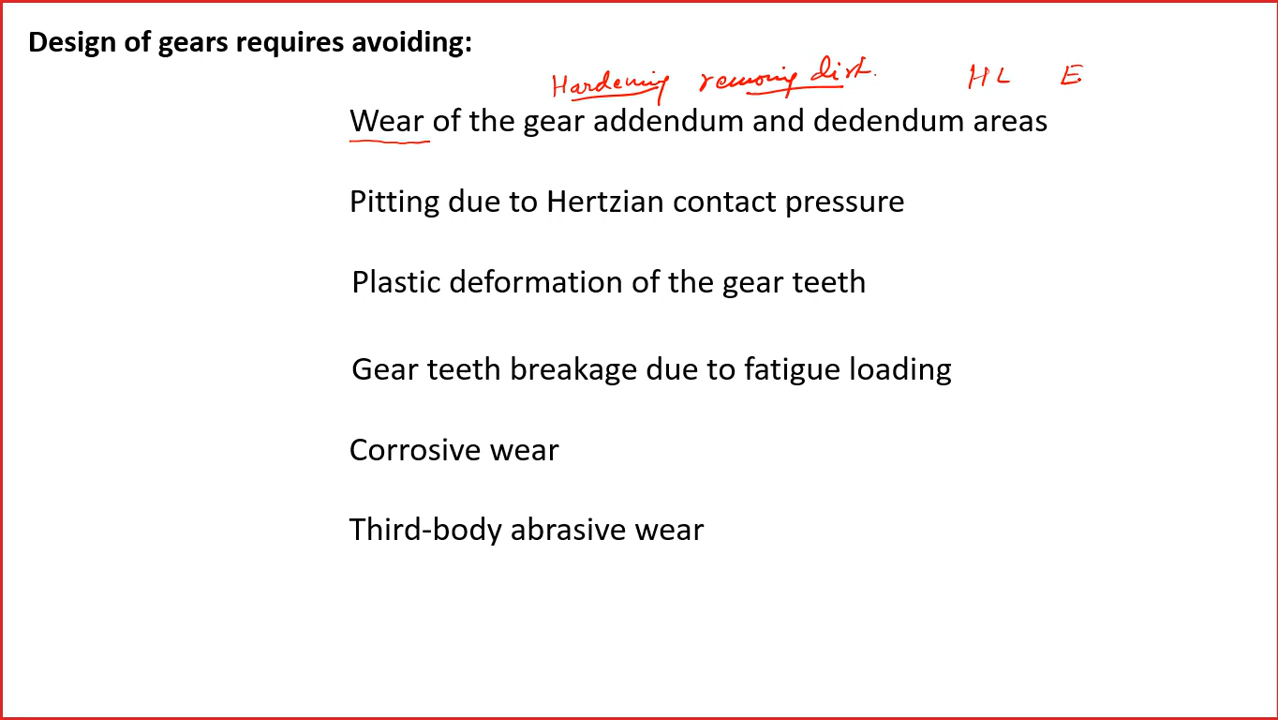 Design of gears requires avoiding:
Hardening removing dirt. HL E
Wear of the gear addendum and dedendum areas
Pitting due to Hertzian contact pressure
Plastic deformation of the gear teeth
Gear teeth breakage due to fatigue loading
Corrosive wear
Third-body abrasive wear